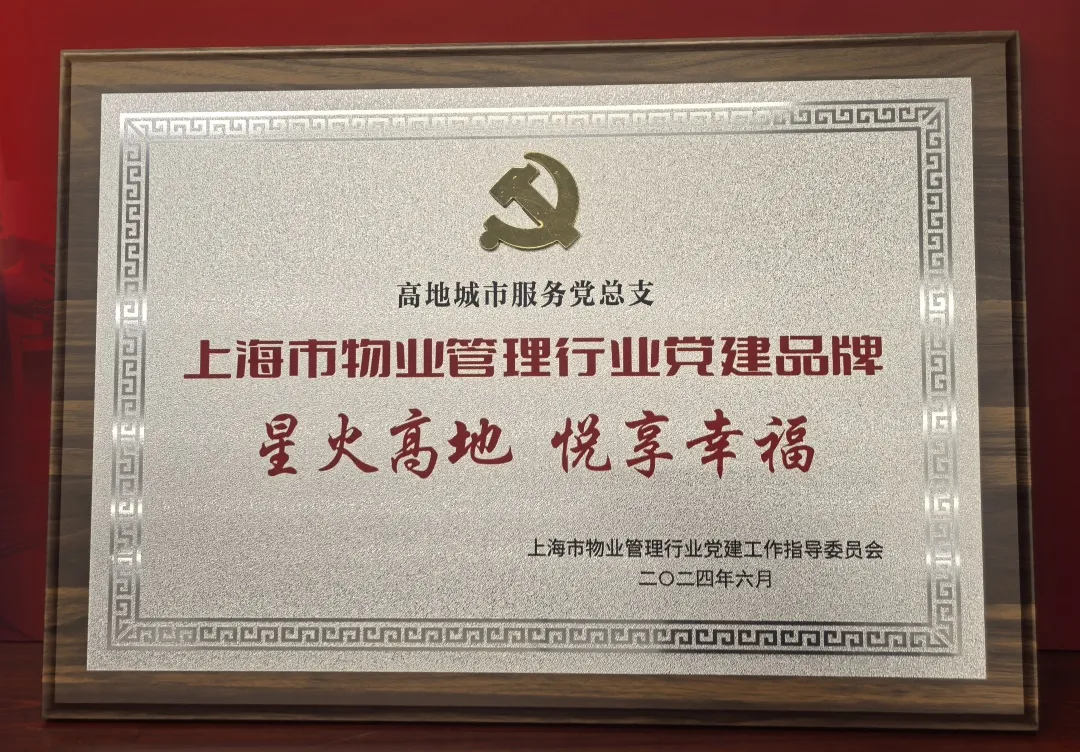 高地城市服务党总支
上海市物业管理行业党建品牌
星火高地 悦享幸福
上海市物业管理行业党建工作指导委员会
二〇二四年六月